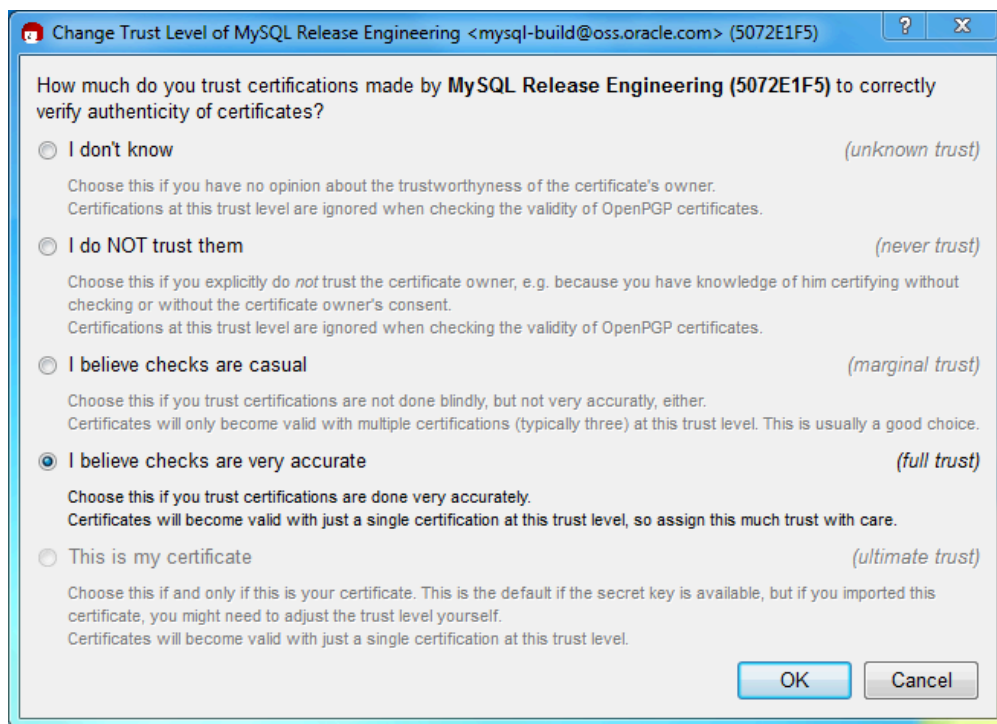 Change Trust Level of MySQL Release Engineering <mysql-build@oss.oracle.com> (5072E1F5)
How much do you trust certifications made by MySQL Release Engineering (5072E1F5) to correctly
verify authenticity of certificates?
I don't know (unknown trust)
Choose this if you have no opinion about the trustworthyness of the certificate's owner.
Certifications at this trust level are ignored when checking the validity of OpenPGP certificates.
I do NOT trust them (never trust)
Choose this if you explicitly do not trust the certificate owner, e.g. because you have knowledge of him certifying without
checking or without the certificate owner's consent.
Certifications at this trust level are ignored when checking the validity of OpenPGP certificates.
I believe checks are casual (marginal trust)
Choose this if you trust certifications are not done blindly, but not very accuratly, either.
Certificates will only become valid with multiple certifications (typically three) at this trust level. This is usually a good choice.
I believe checks are very accurate (full trust)
Choose this if you trust certifications are done very accurately.
Certificates will become valid with just a single certification at this trust level, so assign this much trust with care.
This is my certificate (ultimate trust)
Choose this if and only if this is your certificate. This is the default if the secret key is available, but if you imported this
certificate, you might need to adjust the trust level yourself.
Certificates will become valid with just a single certification at this trust level.
OK Cancel